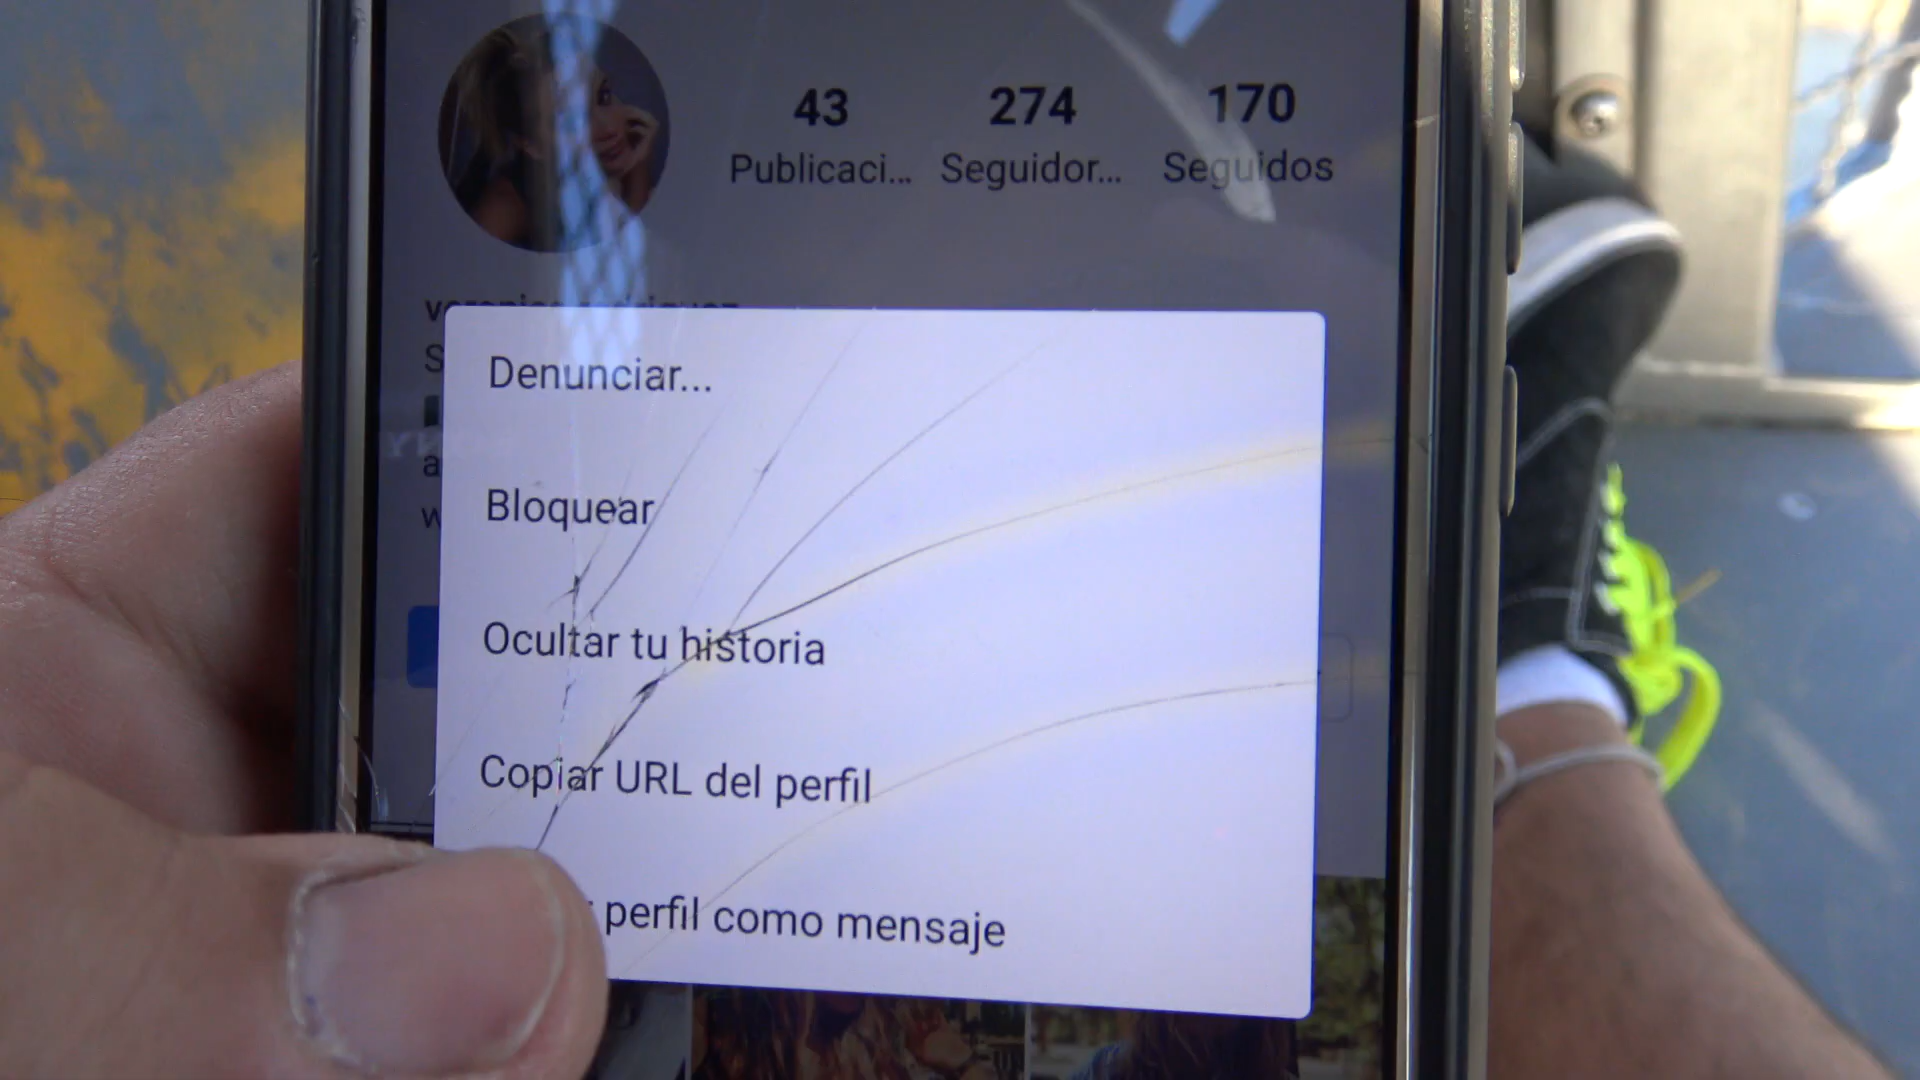 43 274 170
Publicaci... Seguidor... Seguidos
Denunciar...
Bloquear
Ocultar tu historia
Copiar URL del perfil
perfil como mensaje